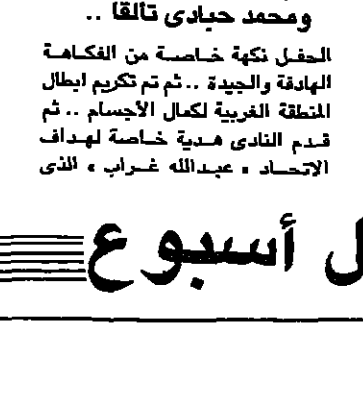 ومحمد حبادى تألقا ..
الحفل نكهة خاصة من الفكاهة
الهادفة والجيدة .. ثم تم تكريم ابطال
المنطقة الغربية لكمال الأجسام .. ثم
قدم النادى هدية خاصة لهداف
الاتحاد « عبدالله غراب » الذى
ل أسبوع